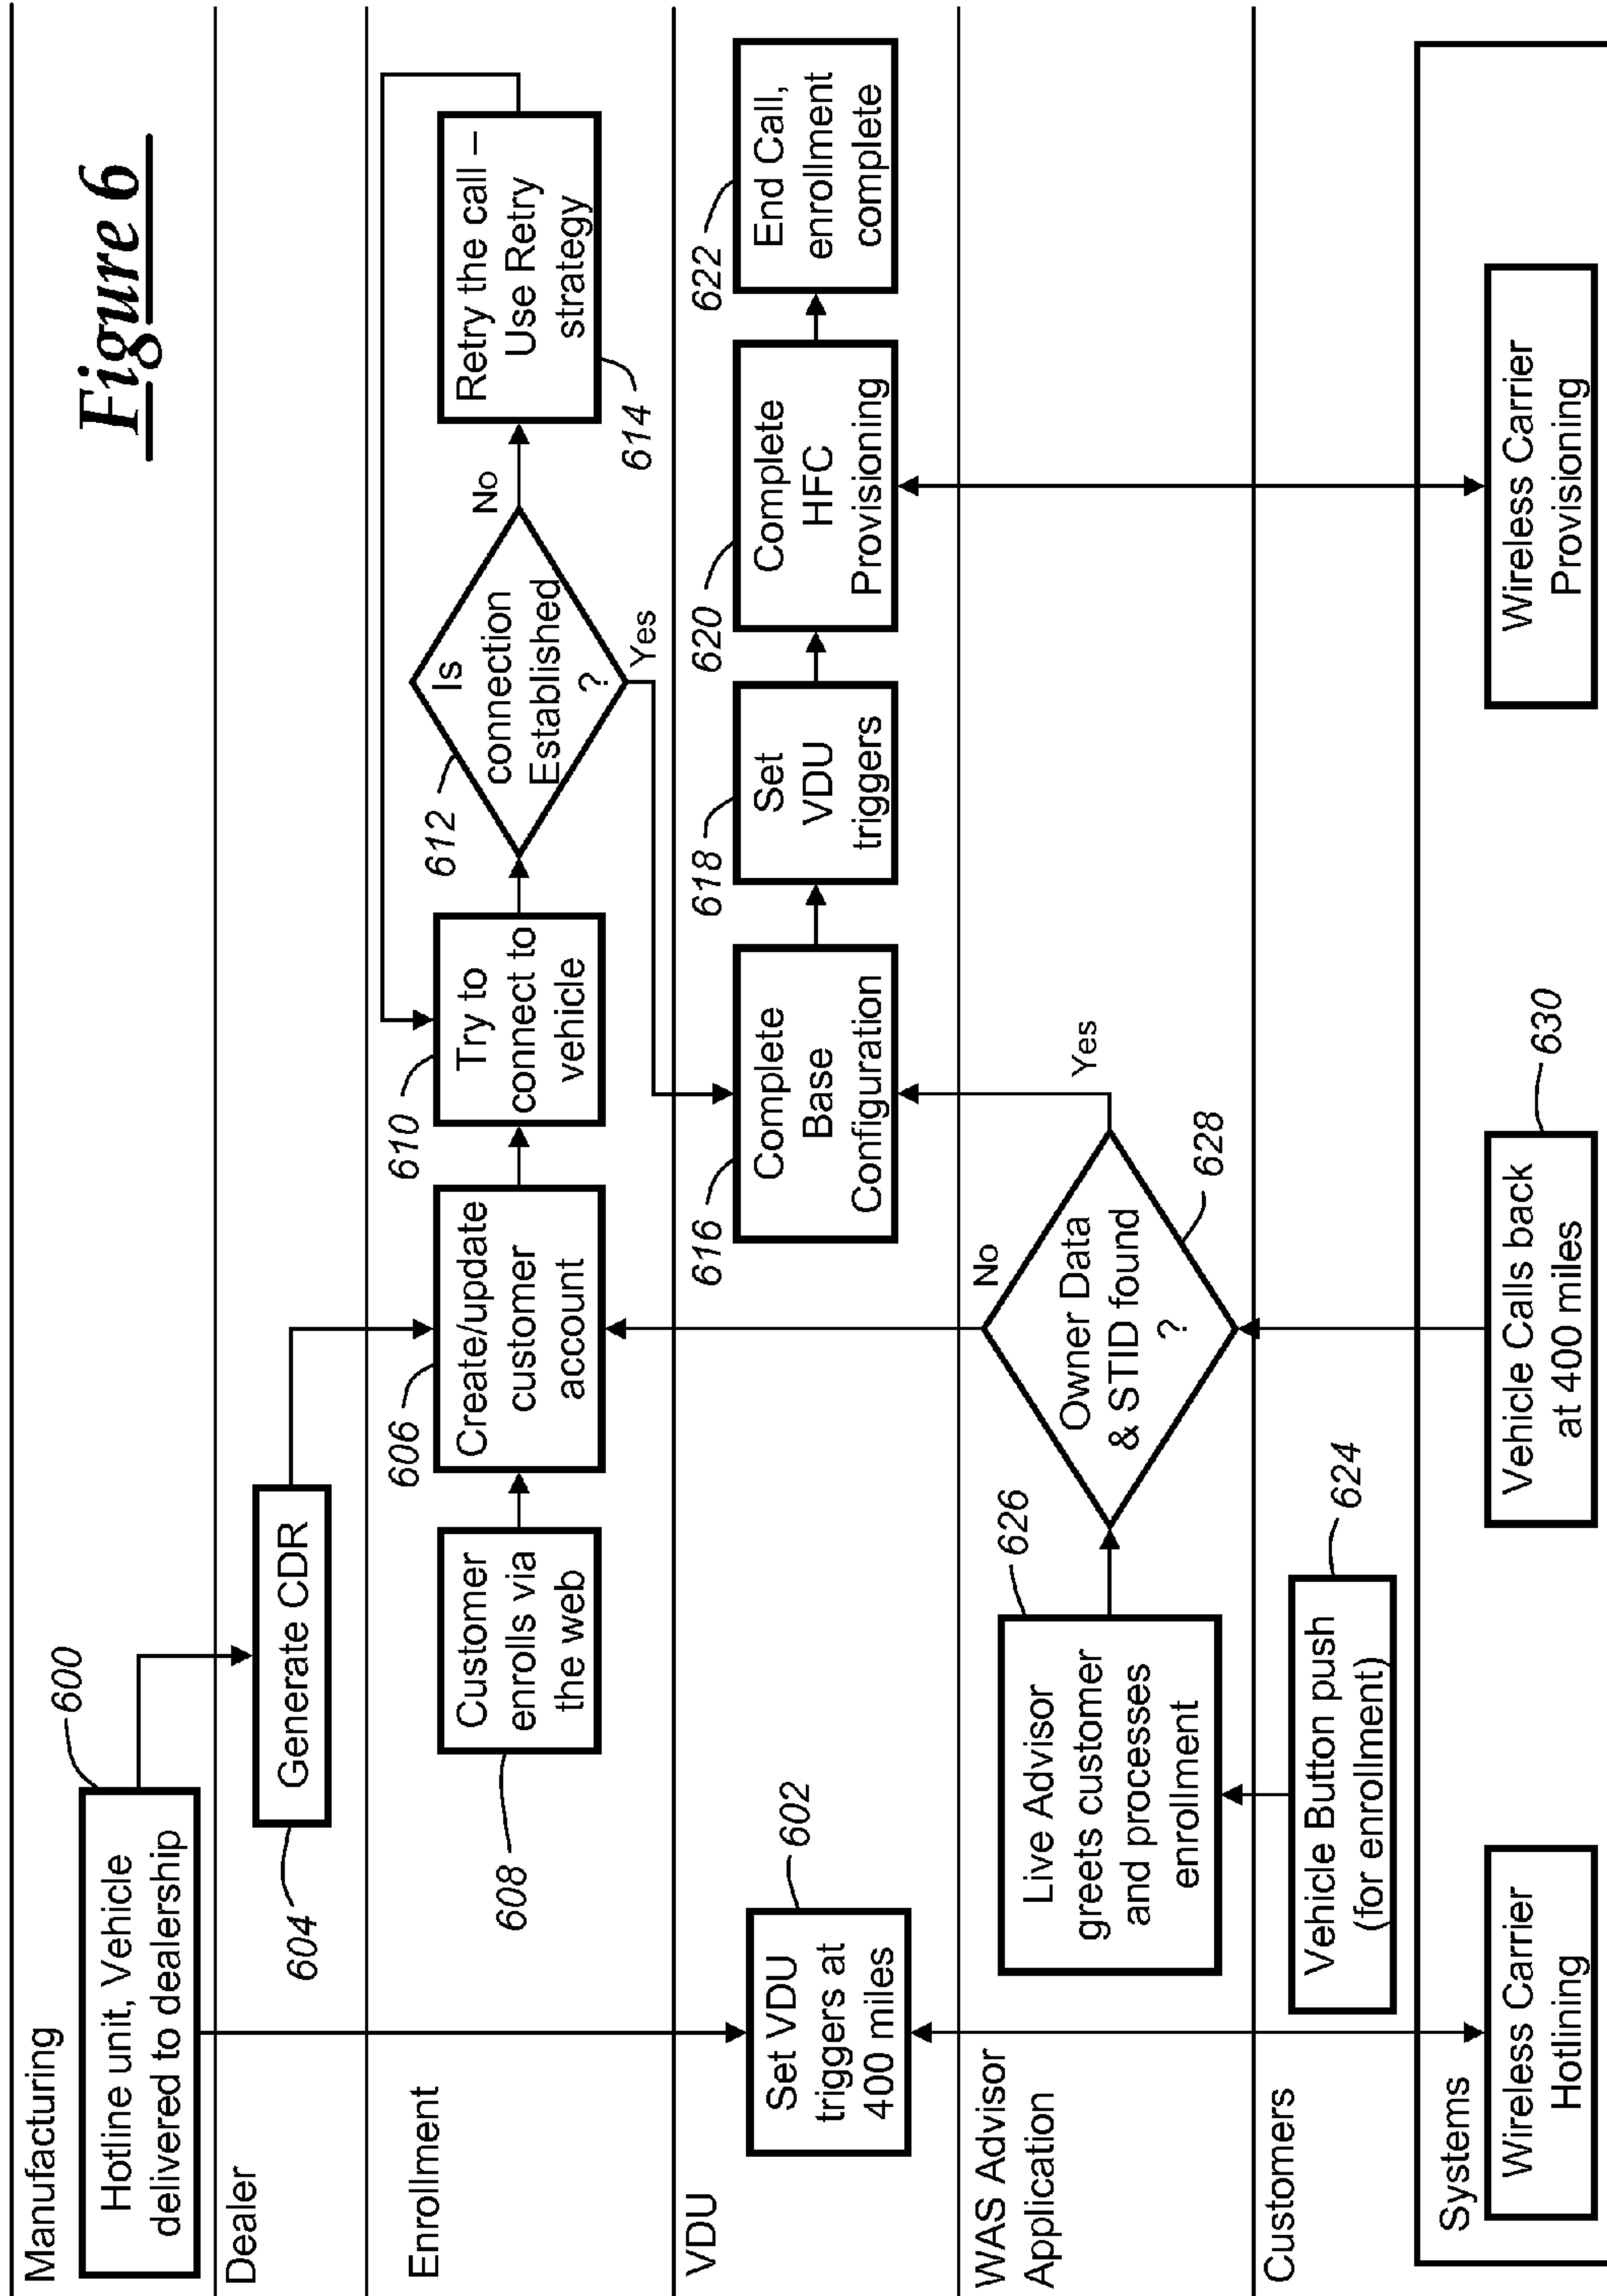 Figure 6
Manufacturing
Hotline unit, Vehicle
delivered to dealership
600
Dealer
Generate CDR
604
Enrollment
Customer
enrolls via
the web
608
Create/update
customer
account
606
Try to
connect to
vehicle
610
Is
connection
Established
?
612
No
Yes
Retry the call –
Use Retry
strategy
614
VDU
Set VDU
triggers at
400 miles
602
Complete
Base
Configuration
616
Set
VDU
triggers
618
Complete
HFC
Provisioning
620
End Call,
enrollment
complete
622
WAS Advisor
Application
Live Advisor
greets customer
and processes
enrollment
626
Owner Data
& STID found
?
628
No
Yes
Customers
Vehicle Button push
(for enrollment)
624
Systems
Wireless Carrier
Hotlining
Vehicle Calls back
at 400 miles
630
Wireless Carrier
Provisioning